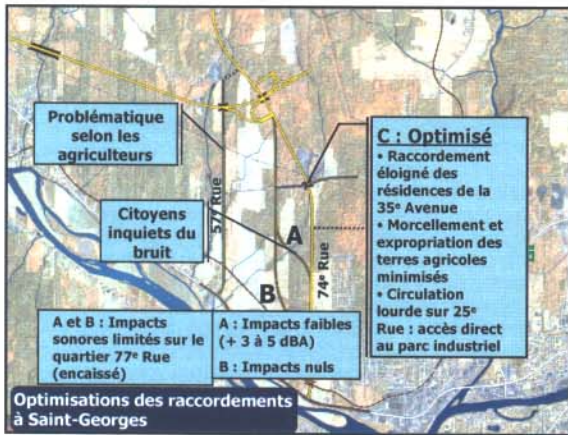 Problématique
selon les
agriculteurs
Citoyens
inquiets du
bruit
57e Rue
A
B
74e Rue
C : Optimisé
• Raccordement
éloigné des
résidences de la
35e Avenue
• Morcellement et
expropriation des
terres agricoles
minimisés
• Circulation
lourde sur 25e
Rue : accès direct
au parc industriel
A et B : Impacts
sonores limités sur le
quartier 77e Rue
(encaissé)
A : Impacts faibles
(+ 3 à 5 dBA)
B : Impacts nuls
Optimisations des raccordements
à Saint-Georges